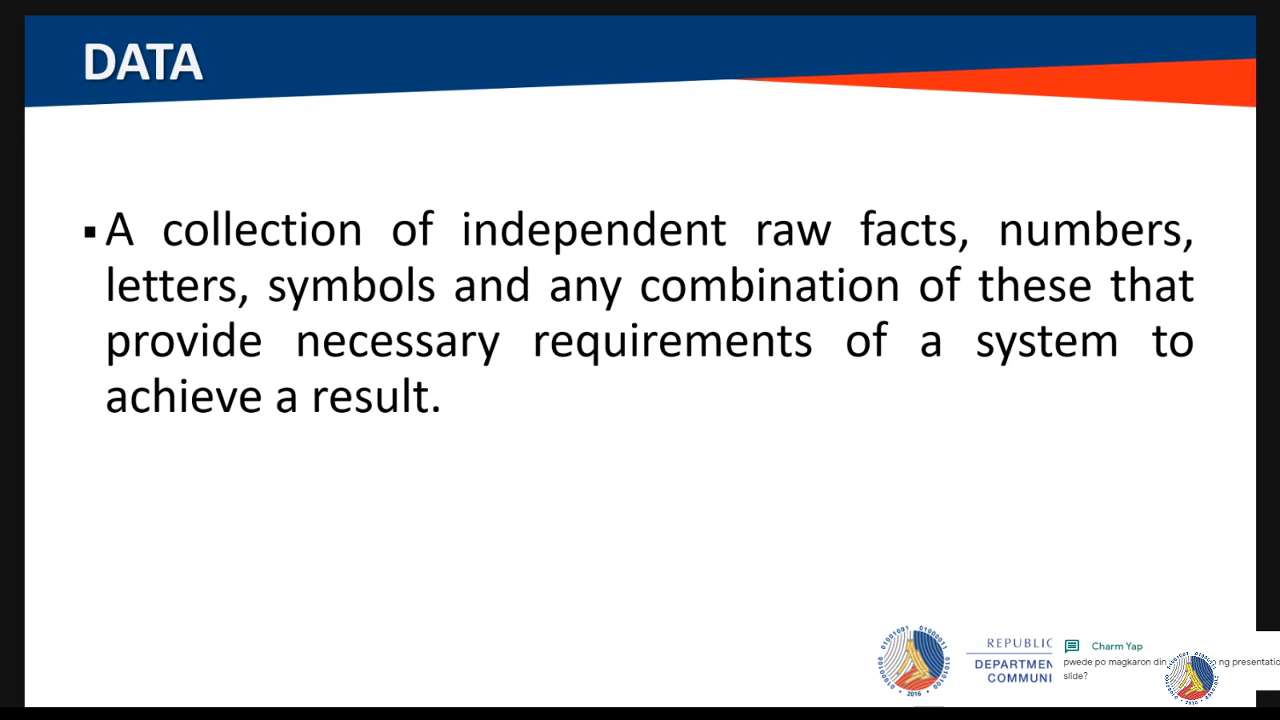 DATA
▪ A collection of independent raw facts, numbers,
letters, symbols and any combination of these that
provide necessary requirements of a system to
achieve a result.
REPUBLIC
DEPARTMEN
COMMUNI
2016
Charm Yap
pwede po magkaron din ng presentatio
slide?